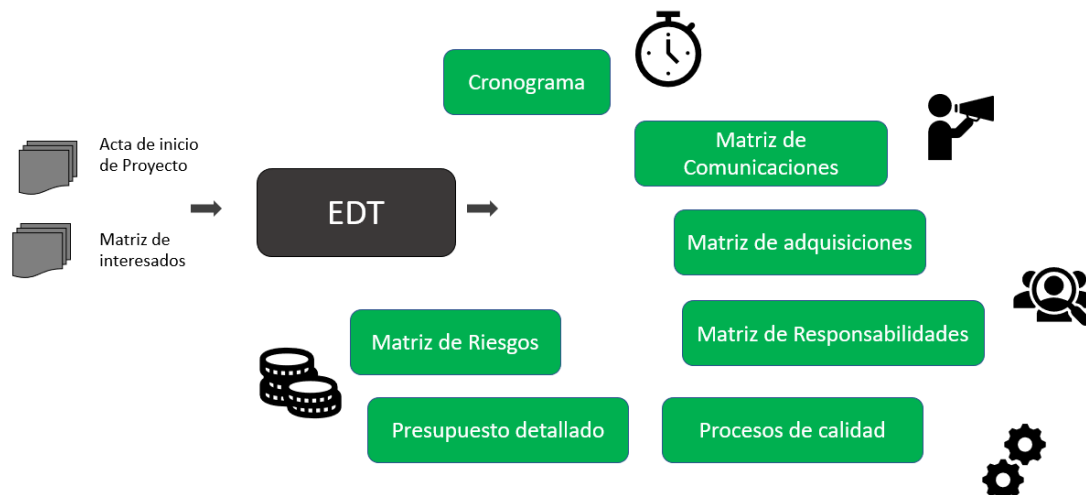 Cronograma
Matriz de
Comunicaciones
Acta de inicio
de Proyecto
EDT
Matriz de
interesados
Matriz de adquisiciones
Matriz de Riesgos
Matriz de Responsabilidades
Presupuesto detallado
Procesos de calidad